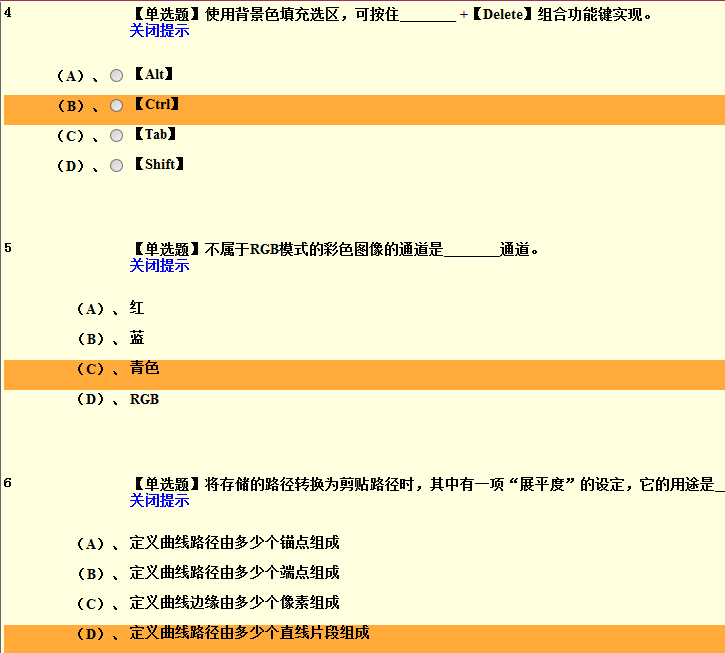 4 【单选题】使用背景色填充选区，可按住________ +【Delete】组合功能键实现。
关闭提示
（A）、 【Alt】
（B）、 【Ctrl】
（C）、 【Tab】
（D）、 【Shift】
5 【单选题】不属于RGB模式的彩色图像的通道是________通道。
关闭提示
（A）、 红
（B）、 蓝
（C）、 青色
（D）、 RGB
6 【单选题】将存储的路径转换为剪贴路径时，其中有一项“展平度”的设定，它的用途是_
关闭提示
（A）、 定义曲线路径由多少个锚点组成
（B）、 定义曲线路径由多少个端点组成
（C）、 定义曲线边缘由多少个像素组成
（D）、 定义曲线路径由多少个直线片段组成